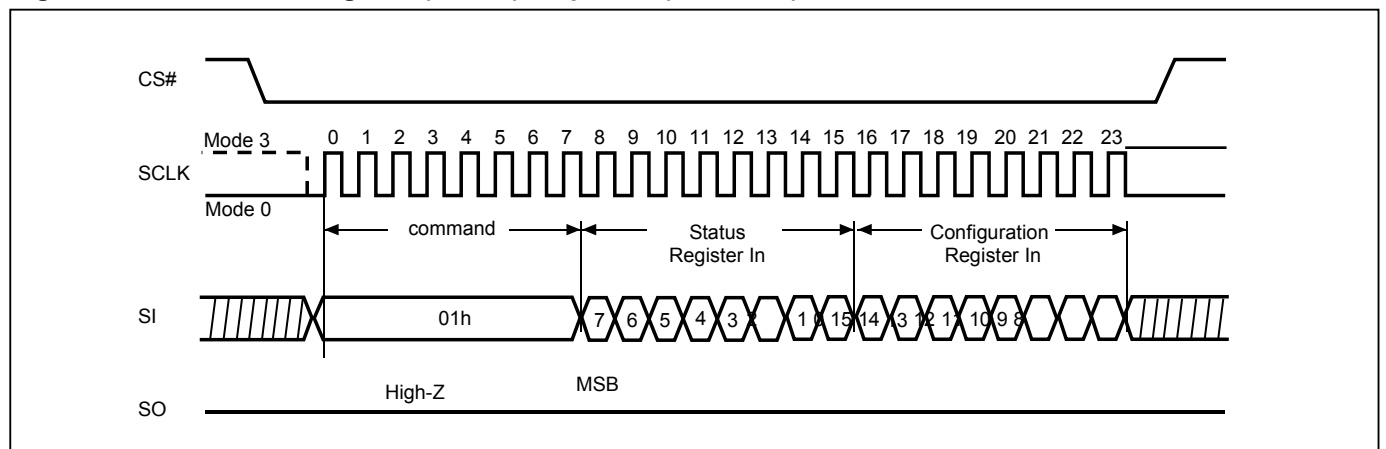 CS#
Mode 3
0 1 2 3 4 5 6 7 8 9 10 11 12 13 14 15 16 17 18 19 20 21 22 23
SCLK
Mode 0
command
Status
Register In
Configuration
Register In
SI
01h
7 6 5 4 3 2 1 0 15 14 13 12 11 10 9 8
High-Z
MSB
SO